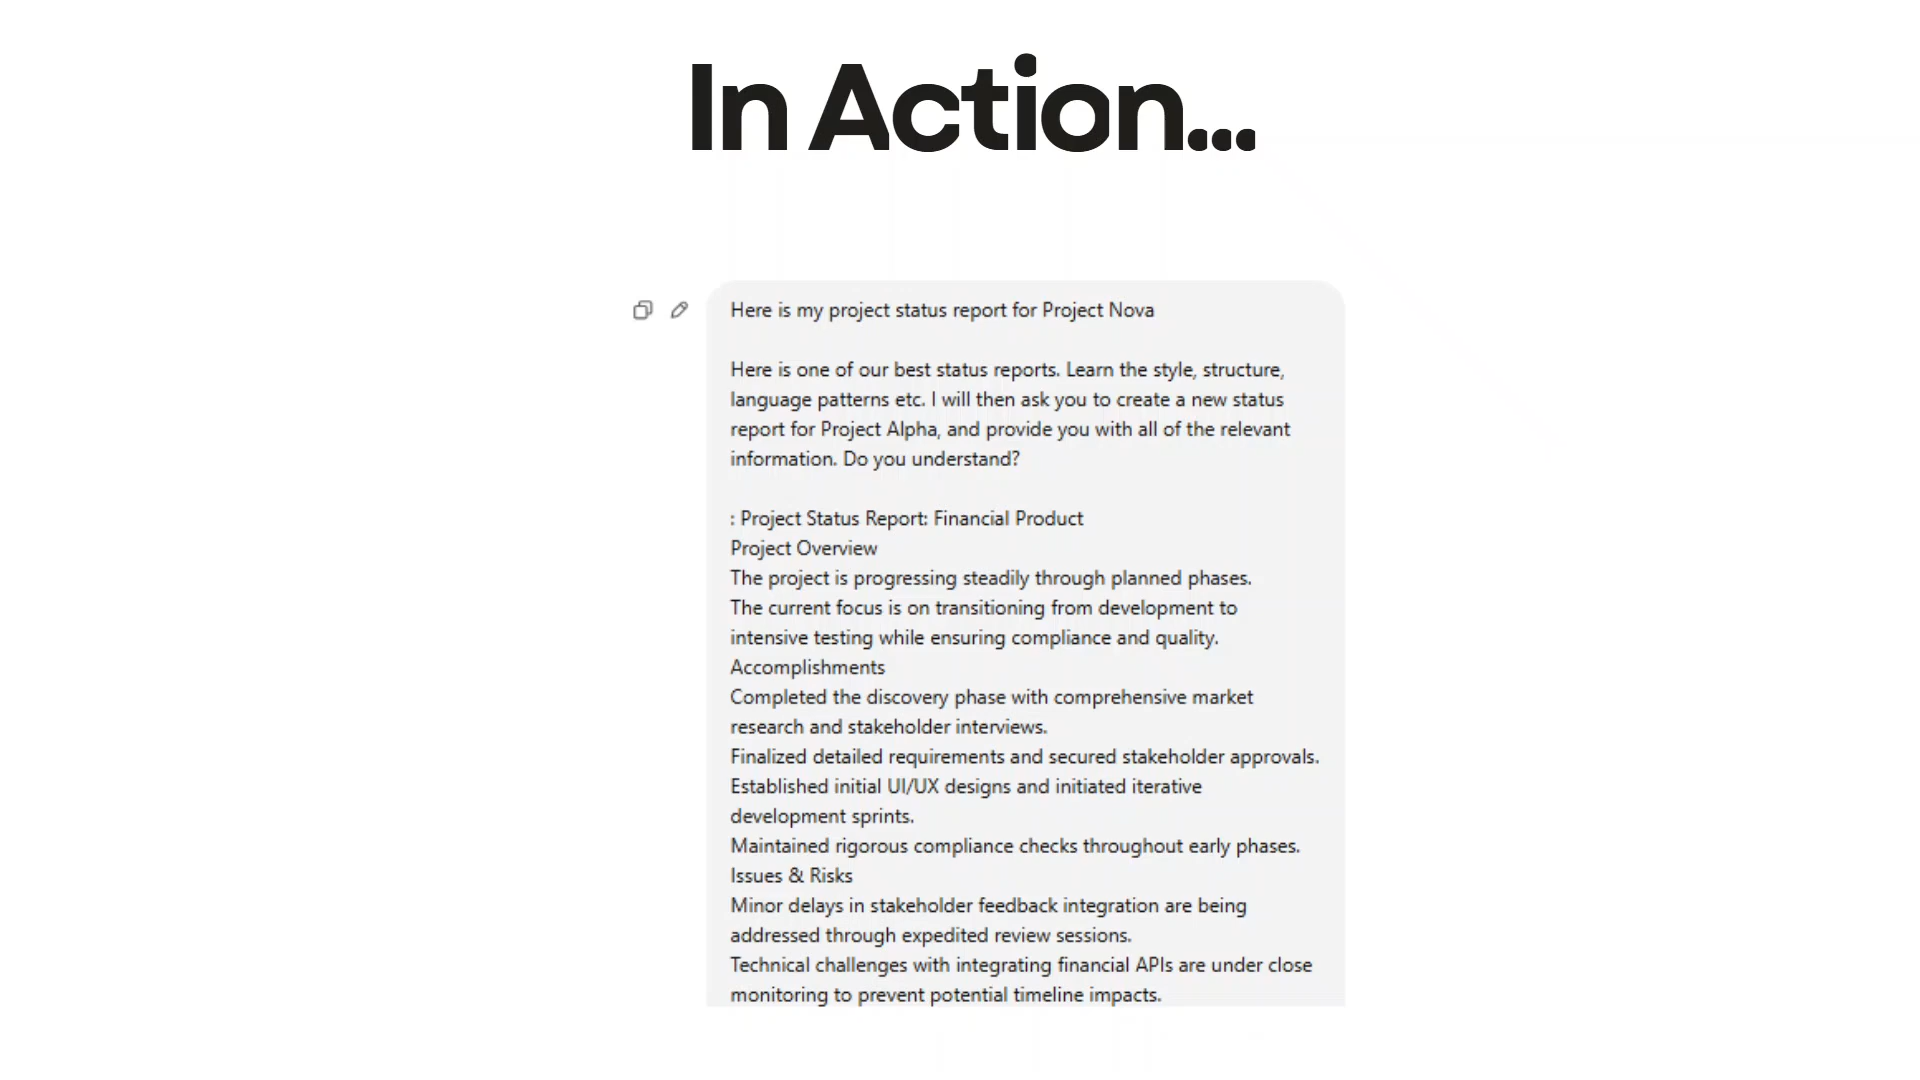 In Action...
Here is my project status report for Project Nova
Here is one of our best status reports. Learn the style, structure,
language patterns etc. I will then ask you to create a new status
report for Project Alpha, and provide you with all of the relevant
information. Do you understand?
: Project Status Report: Financial Product
Project Overview
The project is progressing steadily through planned phases.
The current focus is on transitioning from development to
intensive testing while ensuring compliance and quality.
Accomplishments
Completed the discovery phase with comprehensive market
research and stakeholder interviews.
Finalized detailed requirements and secured stakeholder approvals.
Established initial UI/UX designs and initiated iterative
development sprints.
Maintained rigorous compliance checks throughout early phases.
Issues & Risks
Minor delays in stakeholder feedback integration are being
addressed through expedited review sessions.
Technical challenges with integrating financial APIs are under close
monitoring to prevent potential timeline impacts.